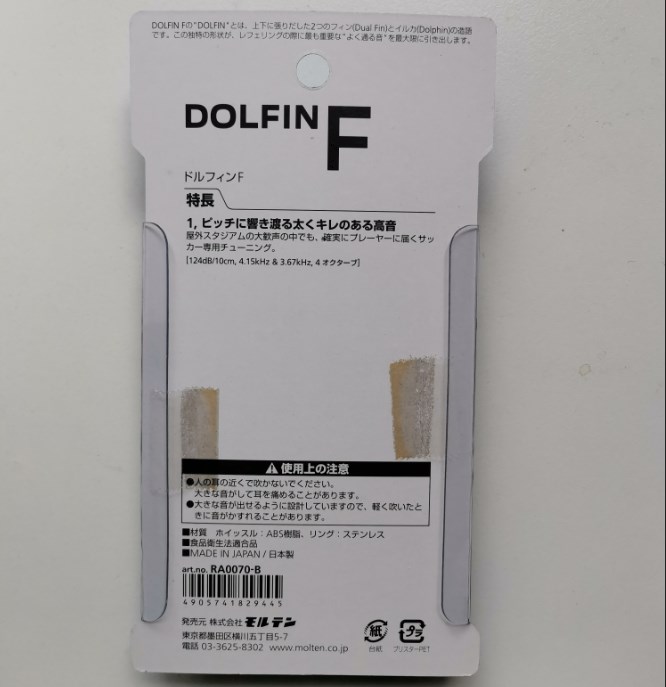 DOLFIN Fの"DOLFIN"とは、上下に張りだした2つのフィン(Dual Fin)とイルカ(Dolphin)の造語
です。この独特の形状が、レフェリングの際に最も重要な"よく通る音"を最大限に引き出します。
DOLFIN F
ドルフィンF
特長
1, ピッチに響き渡る太くキレのある高音
屋外スタジアムの大歓声の中でも、確実にプレーヤーに届くサッ
カー専用チューニング。
[124dB/10cm, 4.15kHz & 3.67kHz, 4 オクターブ]
使用上の注意
●人の耳の近くで吹かないでください。
大きな音がして耳を痛めることがあります。
●大きな音が出せるように設計していますので、軽く吹いたと
きに音がかすれることがあります。
■材質 ホイッスル：ABS樹脂、リング：ステンレス
■食品衛生法適合品
■MADE IN JAPAN / 日本製
art.no. RA0070-B
4905741829445
発売元 株式会社 モルテン
東京都墨田区横川五丁目5-7
電話 03-3625-8302 www.molten.co.jp
紙
台紙
プラ
ブリスターPET